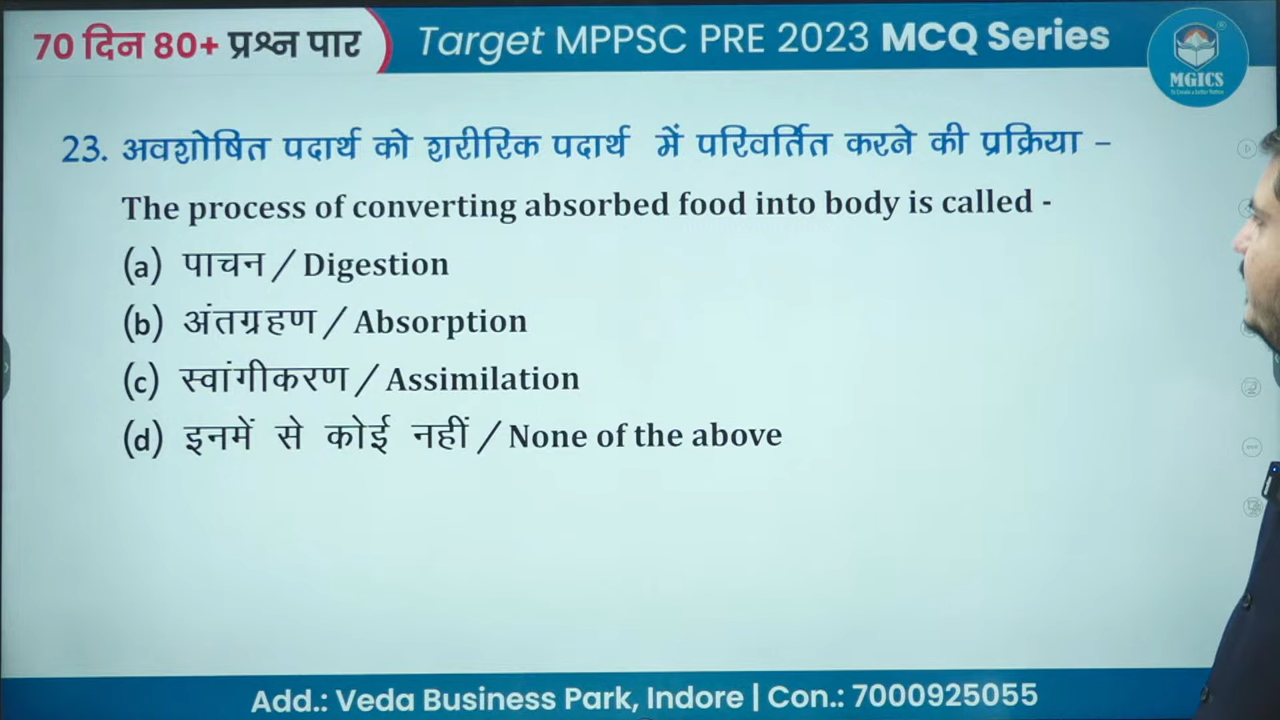 70 दिन 80+ प्रश्न पार
Target MPPSC PRE 2023 MCQ Series
MGICS
23. अवशोषित पदार्थ को शरीरिक पदार्थ में परिवर्तित करने की प्रक्रिया –
The process of converting absorbed food into body is called -
(a) पाचन / Digestion
(b) अंतग्रहण / Absorption
(c) स्वांगीकरण / Assimilation
(d) इनमें से कोई नहीं / None of the above
Add.: Veda Business Park, Indore | Con.: 7000925055